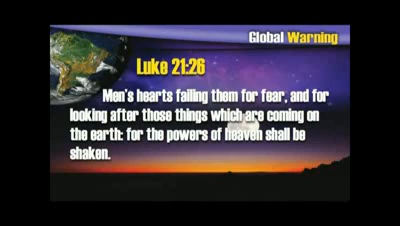 Global Warning
Luke 21:26
Men's hearts failing them for fear, and for
looking after those things which are coming on
the earth: for the powers of heaven shall be
shaken.